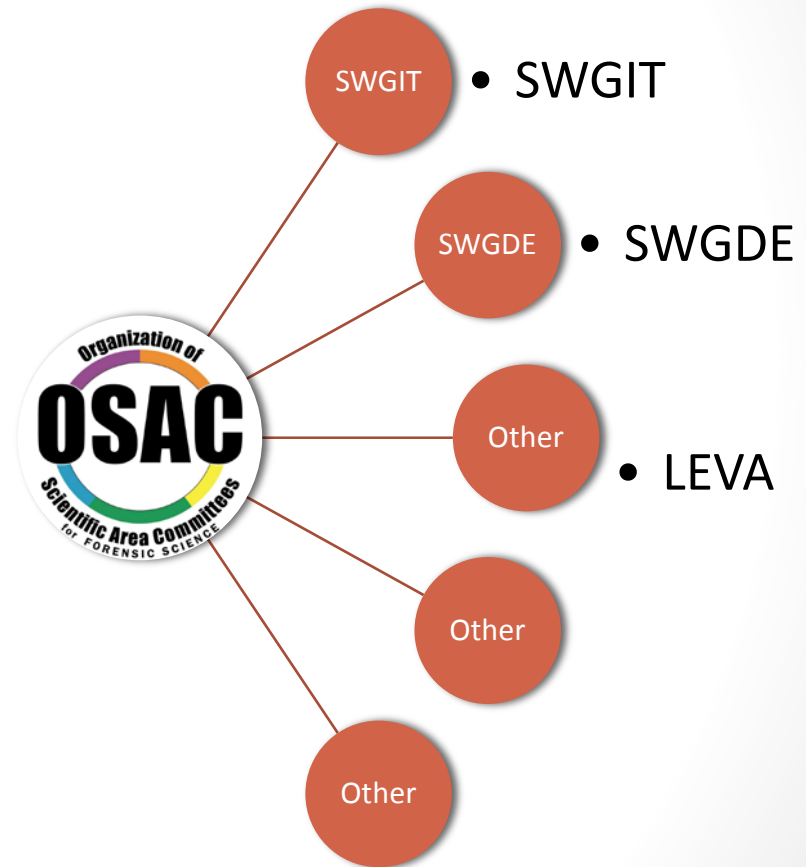 SWGIT
• SWGIT
SWGDE
• SWGDE
Organization of
OSAC
Scientific Area Committees
for FORENSIC SCIENCE
Other
• LEVA
Other
Other